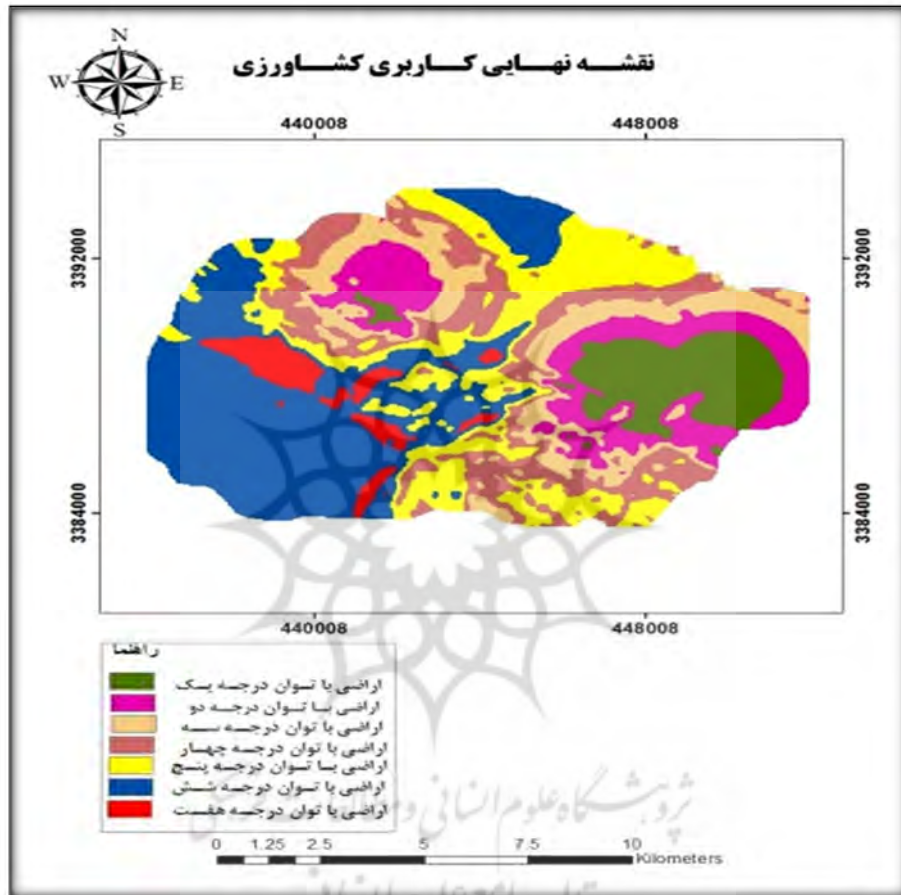 N
نقشه نهایی کاربری کشاورزی
W E
S
440008 448008
3392000 3392000
3384000 3384000
440008 448008
راهنما
اراضی با توان درجه یک
اراضی با توان درجه دو
اراضی با توان درجه سه
اراضی با توان درجه چهار
اراضی با توان درجه پنج
اراضی با توان درجه شش
اراضی با توان درجه هفت
پژوهشگاه علوم انسانی و
0 1.25 2.5 5 7.5 10
Kilometers